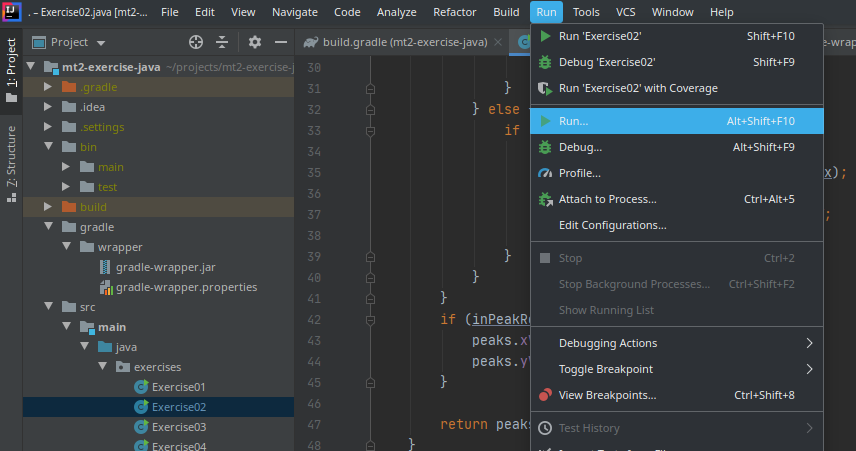 IJ . – Exercise02.java [mt2-... File Edit View Navigate Code Analyze Refactor Build Run Tools VCS Window Help
Project
build.gradle (mt2-exercise-java)
1: Project
7: Structure
mt2-exercise-java ~/projects/mt2-exercise-j
.gradle
.idea
.settings
bin
main
test
build
gradle
wrapper
gradle-wrapper.jar
gradle-wrapper.properties
src
main
java
exercises
Exercise01
Exercise02
Exercise03
Exercise04
30
31 }
32 } else
33 if
34
35 x);
36
37 ;
38
39 }
40 }
41 }
42 if (inPeakRe
43 peaks.x
44 peaks.y
45 }
46
47 return peaks
48 }
Run 'Exercise02' Shift+F10
Debug 'Exercise02' Shift+F9
Run 'Exercise02' with Coverage
Run... Alt+Shift+F10
Debug... Alt+Shift+F9
Profile...
Attach to Process... Ctrl+Alt+5
Edit Configurations...
Stop Ctrl+2
Stop Background Processes... Ctrl+Shift+F2
Show Running List
Debugging Actions
Toggle Breakpoint
View Breakpoints... Ctrl+Shift+8
Test History